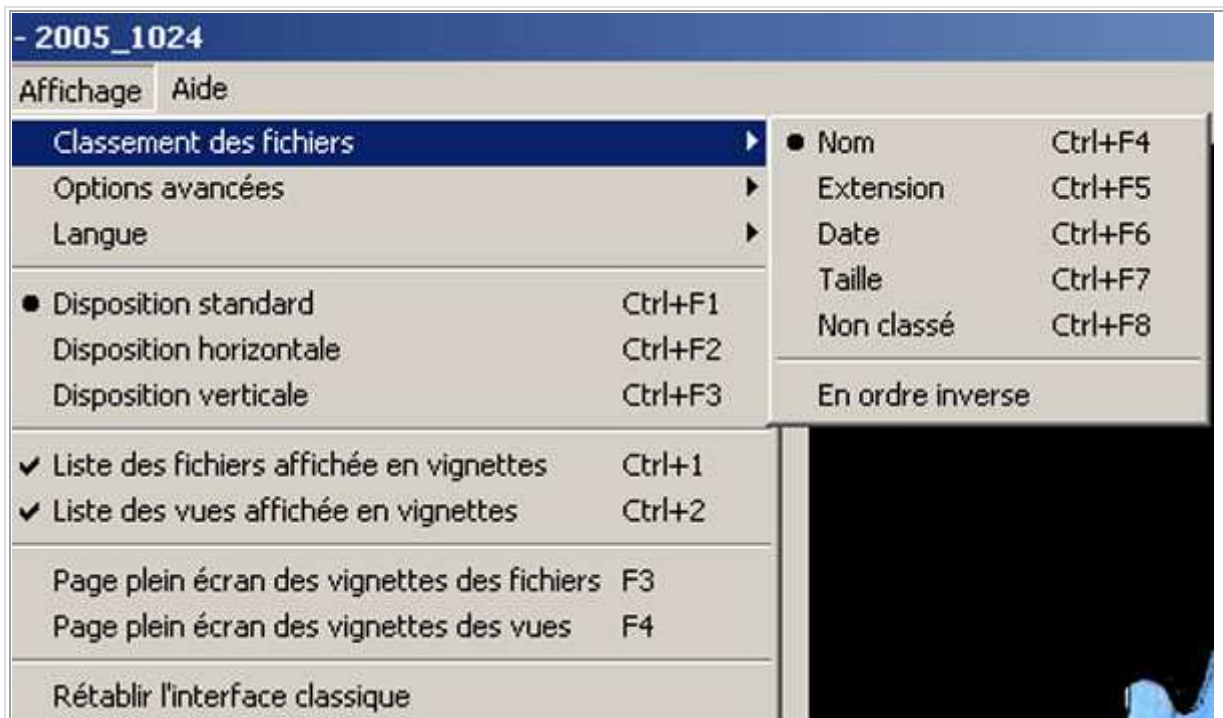 - 2005_1024
Affichage Aide
Classement des fichiers
Options avancées
Langue
Disposition standard Ctrl+F1
Disposition horizontale Ctrl+F2
Disposition verticale Ctrl+F3
Liste des fichiers affichée en vignettes Ctrl+1
Liste des vues affichée en vignettes Ctrl+2
Page plein écran des vignettes des fichiers F3
Page plein écran des vignettes des vues F4
Rétablir l'interface classique
Nom Ctrl+F4
Extension Ctrl+F5
Date Ctrl+F6
Taille Ctrl+F7
Non classé Ctrl+F8
En ordre inverse